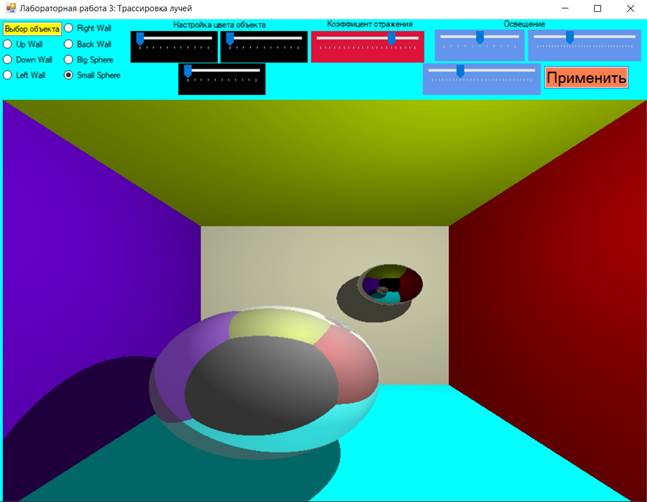 Лабораторная работа 3: Трассировка лучей
Выбор объекта
Up Wall
Down Wall
Left Wall
Right Wall
Back Wall
Big Sphere
Small Sphere
Настройка цвета объекта
Коэффицент отражения
Освещение
Применить